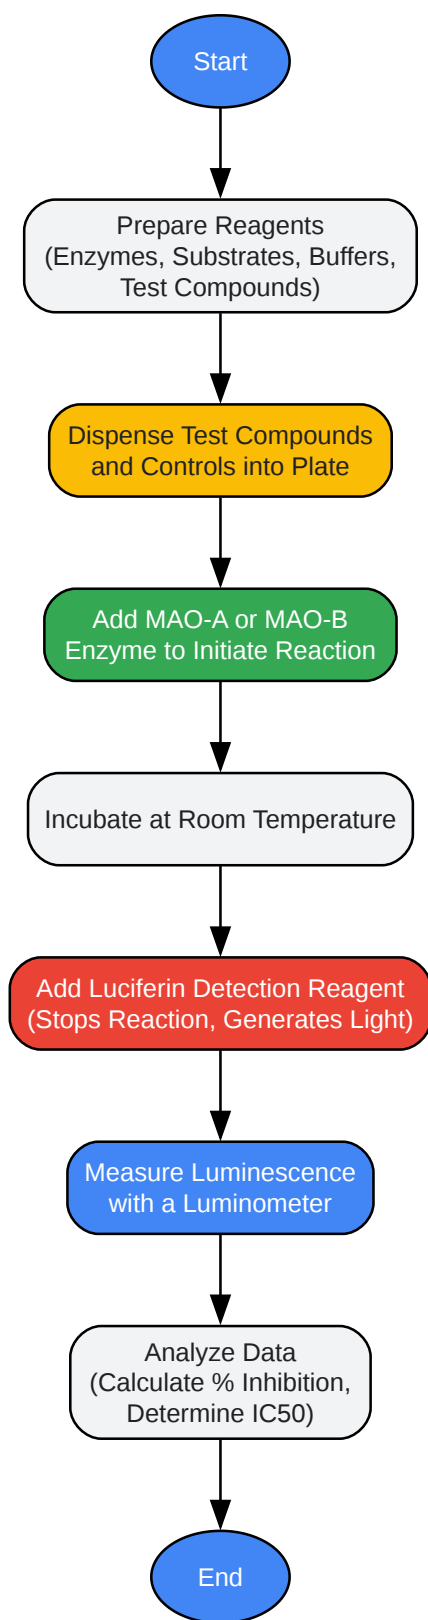 Start
Prepare Reagents
(Enzymes, Substrates, Buffers,
Test Compounds)
Dispense Test Compounds
and Controls into Plate
Add MAO-A or MAO-B
Enzyme to Initiate Reaction
Incubate at Room Temperature
Add Luciferin Detection Reagent
(Stops Reaction, Generates Light)
Measure Luminescence
with a Luminometer
Analyze Data
(Calculate % Inhibition,
Determine IC50)
End